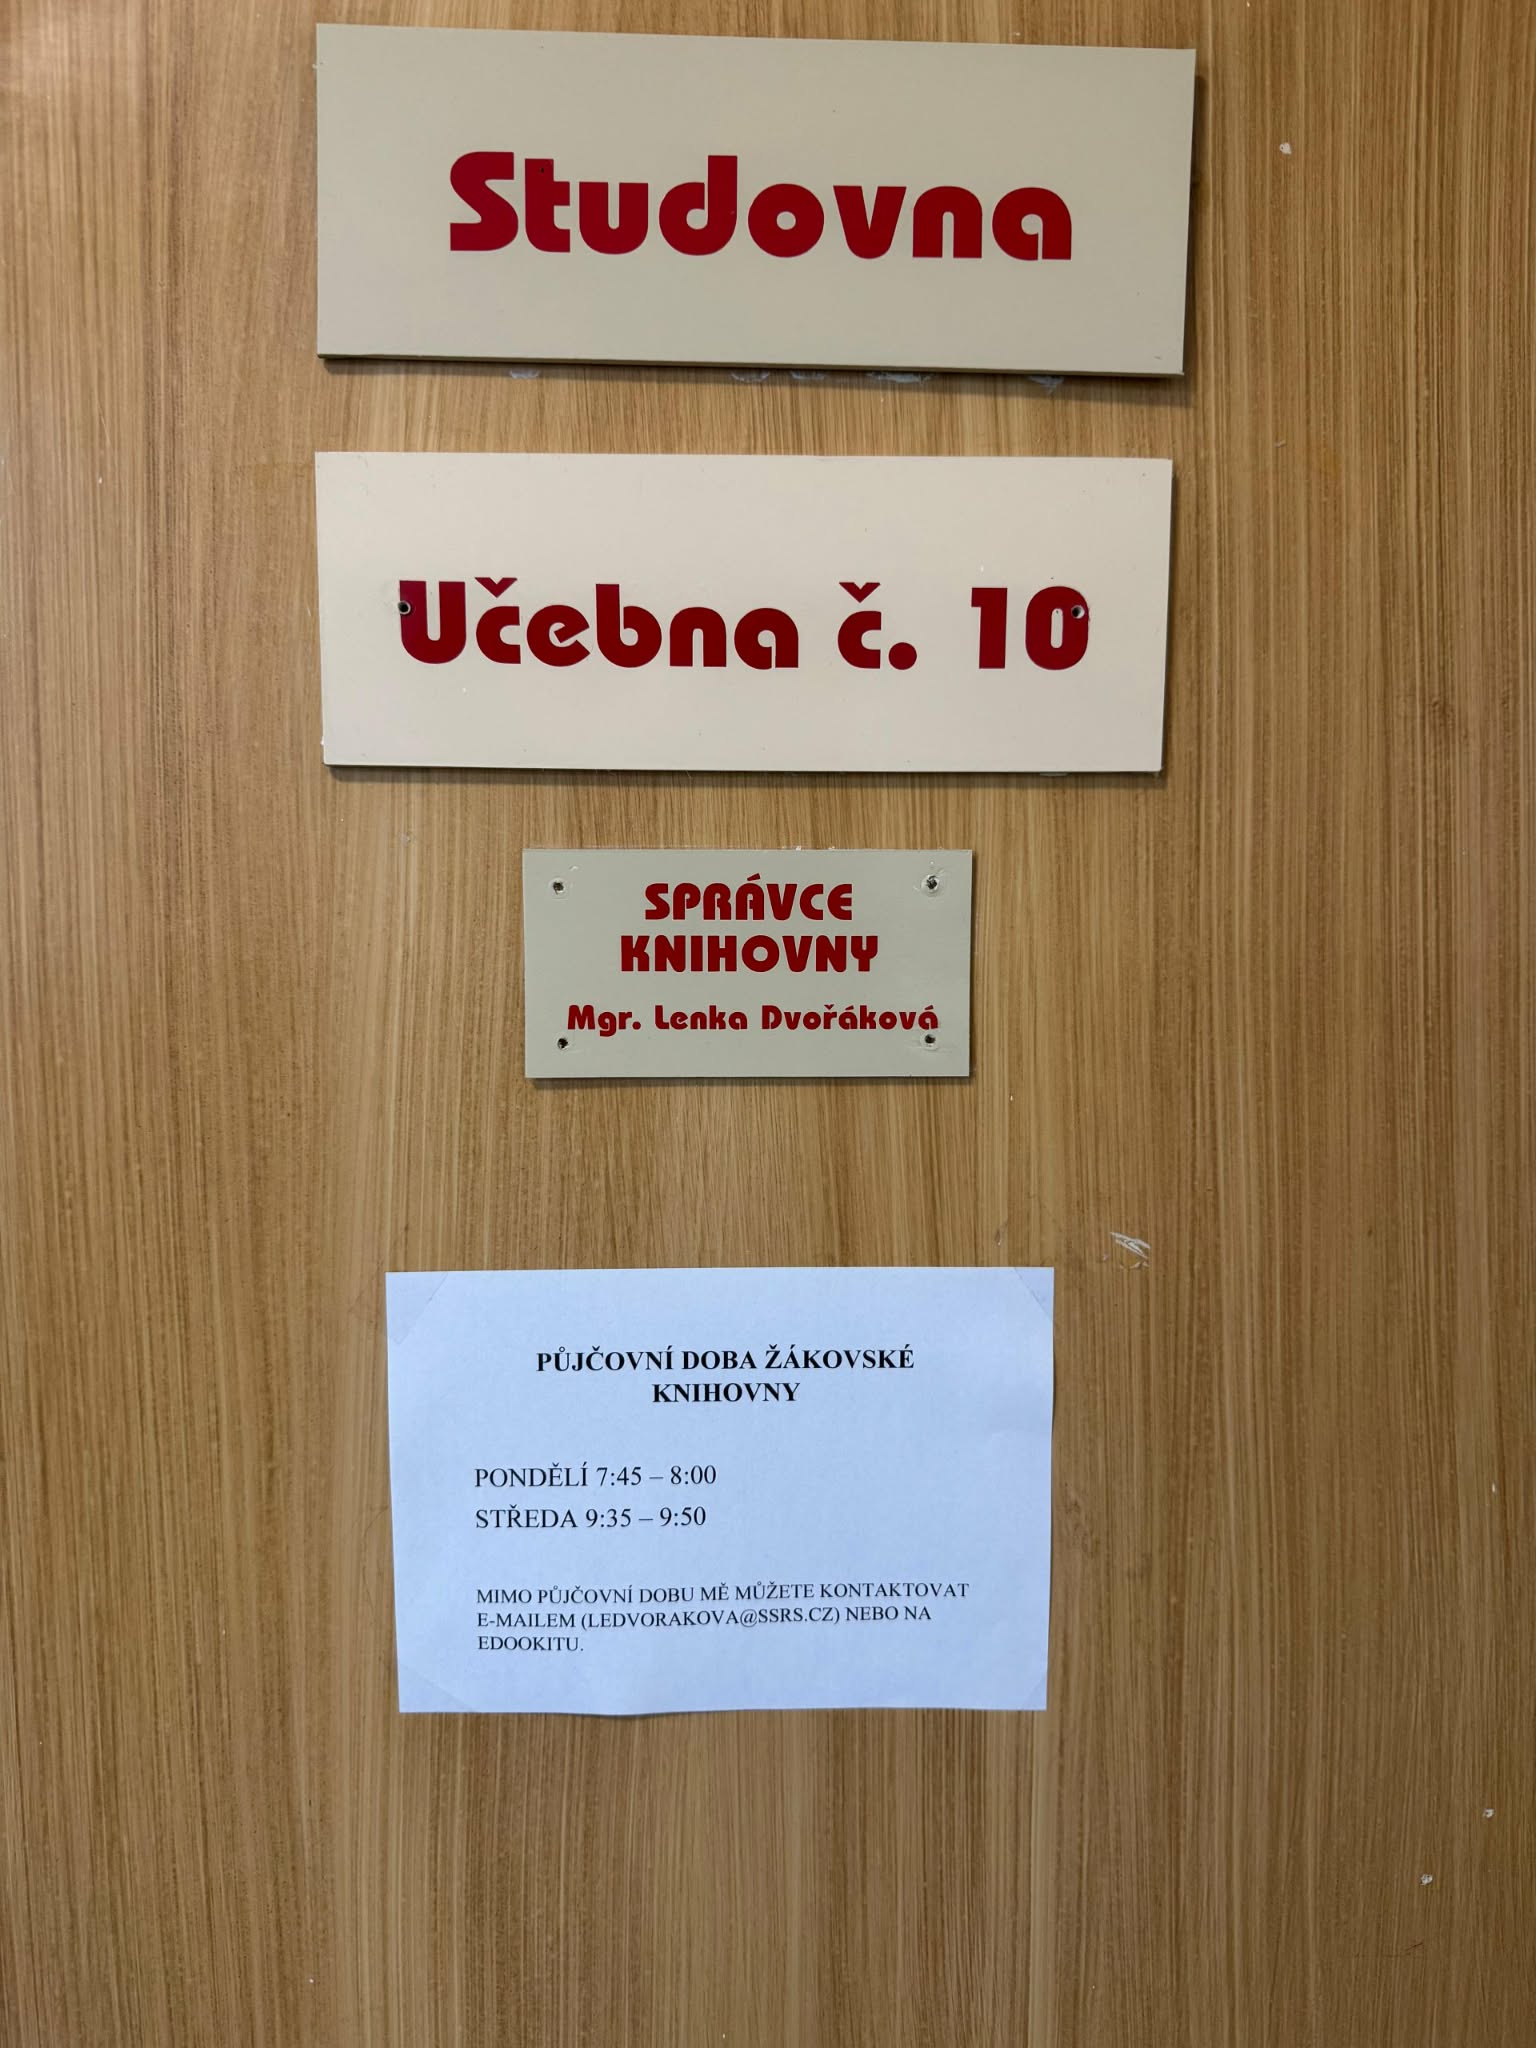 Studovna
Učebna č. 10
SPRÁVCE
KNIHOVNY
Mgr. Lenka Dvořáková
PŮJČOVNÍ DOBA ŽÁKOVSKÉ
KNIHOVNY
PONDĚLÍ 7:45 – 8:00
STŘEDA 9:35 – 9:50
MIMO PŮJČOVNÍ DOBU MĚ MŮŽETE KONTAKTOVAT
E-MAILEM (LEDVORAKOVA@SSRS.CZ) NEBO NA
EDOOKITU.